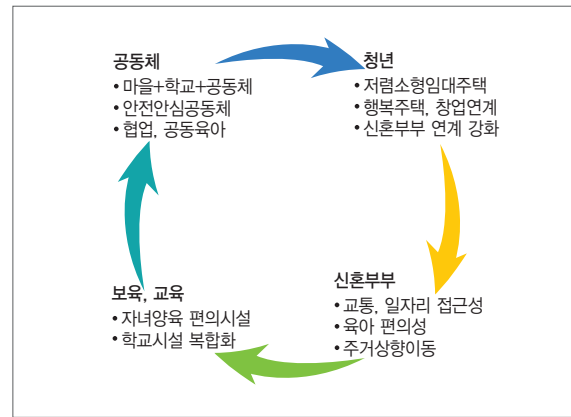 공동체
• 마을+학교+공동체
• 안전안심공동체
• 협업, 공동육아
청년
• 저렴소형임대주택
• 행복주택, 창업연계
• 신혼부부 연계 강화
보육, 교육
• 자녀양육 편의시설
• 학교시설 복합화
신혼부부
• 교통, 일자리 접근성
• 육아 편의성
• 주거상향이동